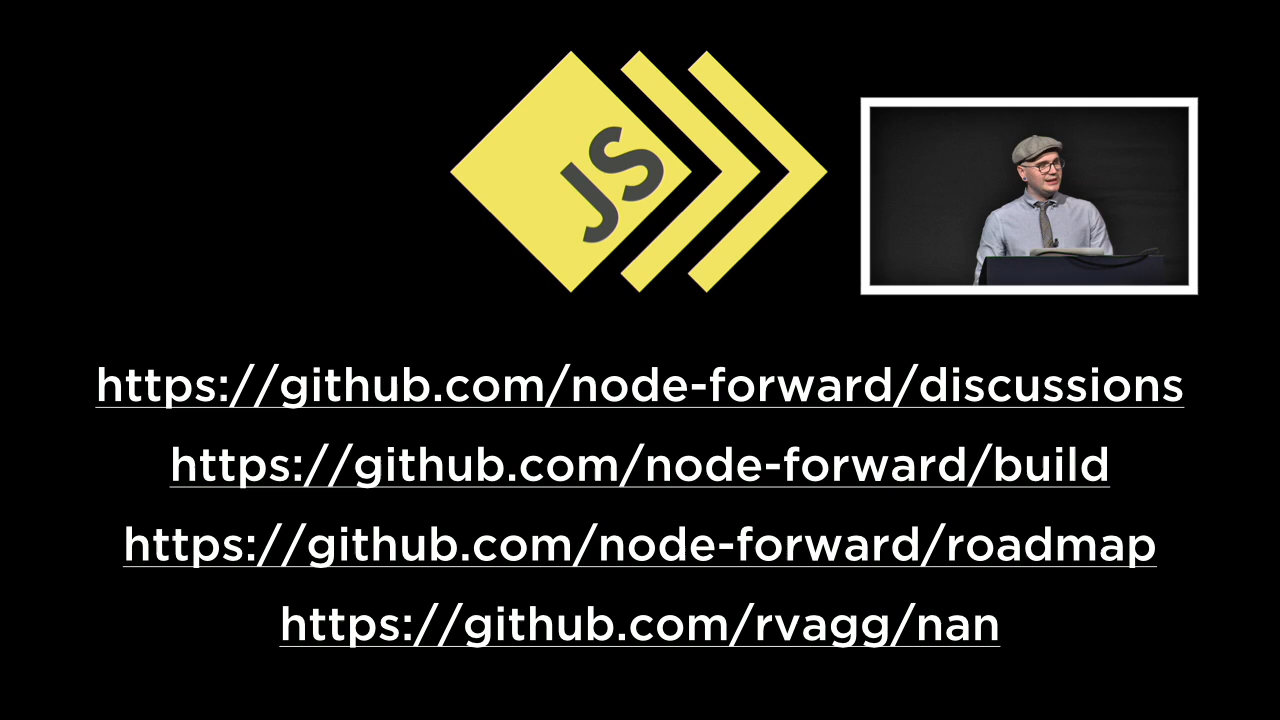 JS
https://github.com/node-forward/discussions
https://github.com/node-forward/build
https://github.com/node-forward/roadmap
https://github.com/rvagg/nan